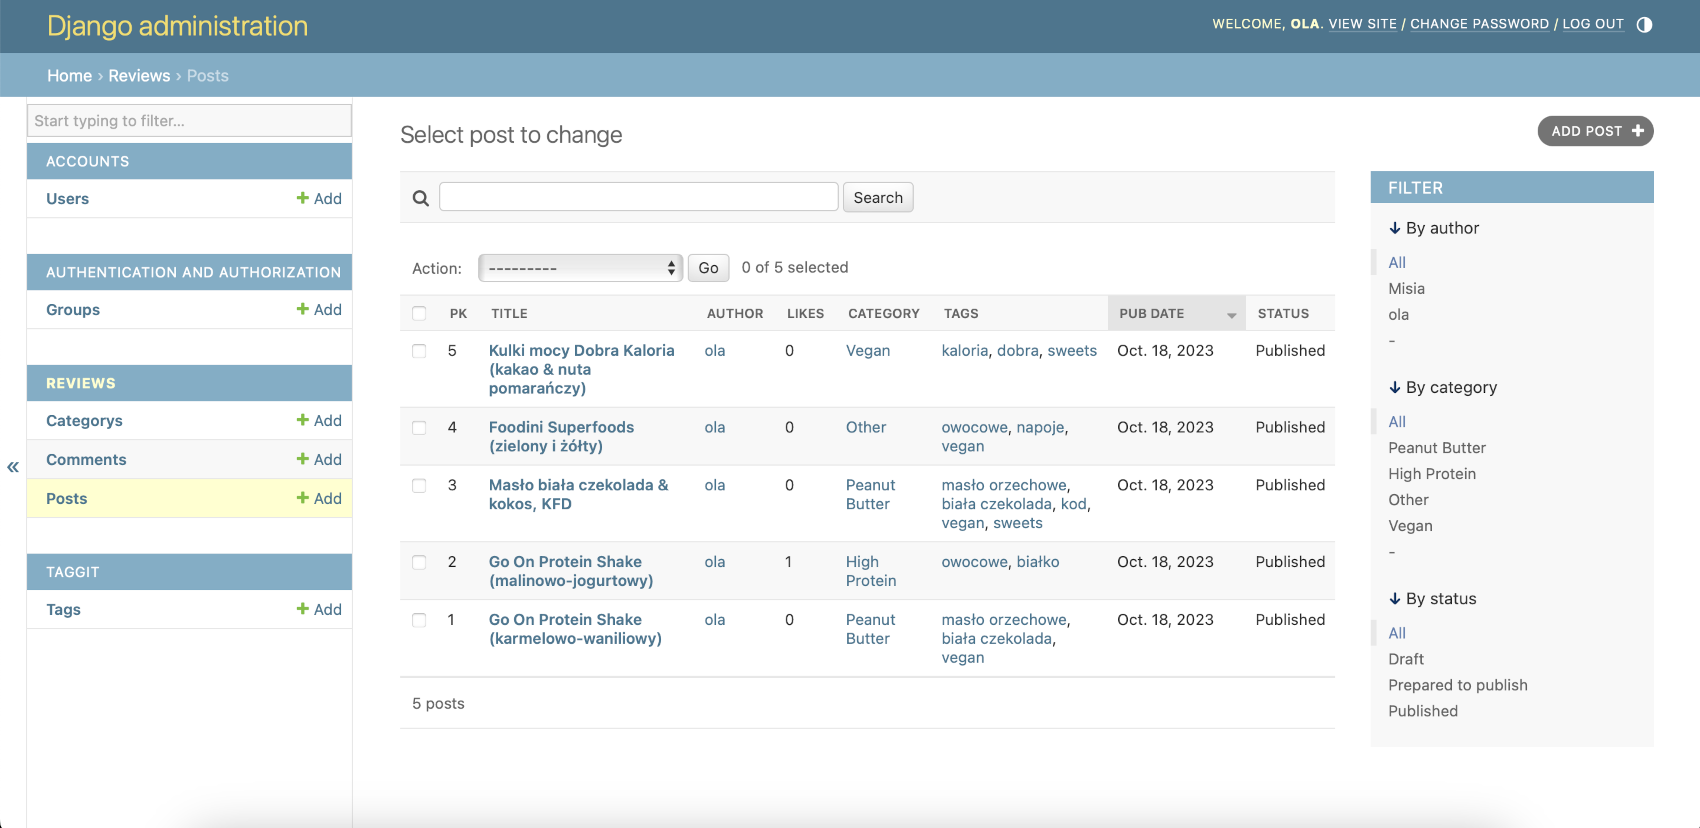 Django administration
WELCOME, OLA. VIEW SITE / CHANGE PASSWORD / LOG OUT
Home › Reviews › Posts
Start typing to filter...
ACCOUNTS
Users
Add
AUTHENTICATION AND AUTHORIZATION
Groups
Add
REVIEWS
Categorys
Add
Comments
Add
Posts
Add
TAGGIT
Tags
Add
«
Select post to change
ADD POST
Search
Action:
---------
Go
0 of 5 selected
PK TITLE AUTHOR LIKES CATEGORY TAGS PUB DATE STATUS
5 Kulki mocy Dobra Kaloria ola 0 Vegan kaloria, dobra, sweets Oct. 18, 2023 Published
(kakao & nuta
pomarańczy)
4 Foodini Superfoods ola 0 Other owocowe, napoje, Oct. 18, 2023 Published
(zielony i żółty) vegan
3 Masło biała czekolada & ola 0 Peanut masło orzechowe, Oct. 18, 2023 Published
kokos, KFD Butter biała czekolada, kod,
vegan, sweets
2 Go On Protein Shake ola 1 High owocowe, białko Oct. 18, 2023 Published
(malinowo-jogurtowy) Protein
1 Go On Protein Shake ola 0 Peanut masło orzechowe, Oct. 18, 2023 Published
(karmelowo-waniliowy) Butter biała czekolada,
vegan
5 posts
FILTER
By author
All
Misia
ola
-
By category
All
Peanut Butter
High Protein
Other
Vegan
-
By status
All
Draft
Prepared to publish
Published